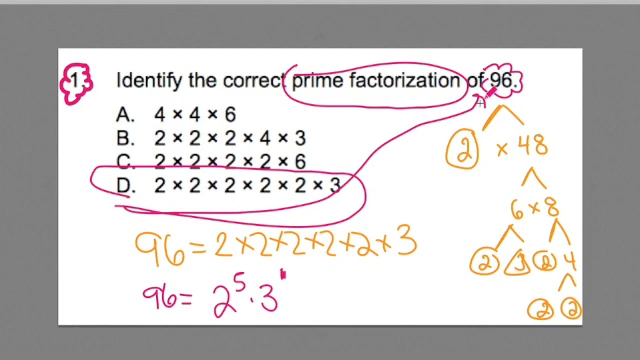 1. Identify the correct prime factorization of 96.
A. 4 × 4 × 6
B. 2 × 2 × 2 × 4 × 3
C. 2 × 2 × 2 × 2 × 6
D. 2 × 2 × 2 × 2 × 2 × 3
2 × 48
6 × 8
2 3 2 4
2 2
96 = 2×2×2×2×2×3
96 = 2⁵·3¹